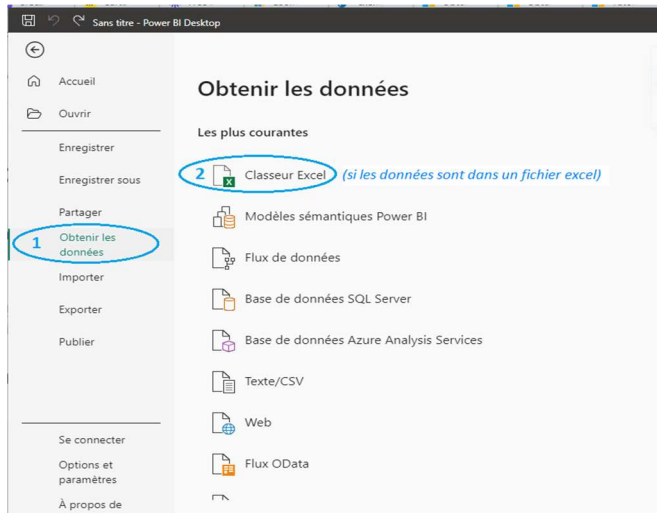 Sans titre - Power BI Desktop
Accueil
Ouvrir
Enregistrer
Enregistrer sous
Partager
1 Obtenir les
données
Importer
Exporter
Publier
Se connecter
Options et
paramètres
À propos de
Obtenir les données
Les plus courantes
2 Classeur Excel (si les données sont dans un fichier excel)
Modèles sémantiques Power BI
Flux de données
Base de données SQL Server
Base de données Azure Analysis Services
Texte/CSV
Web
Flux OData